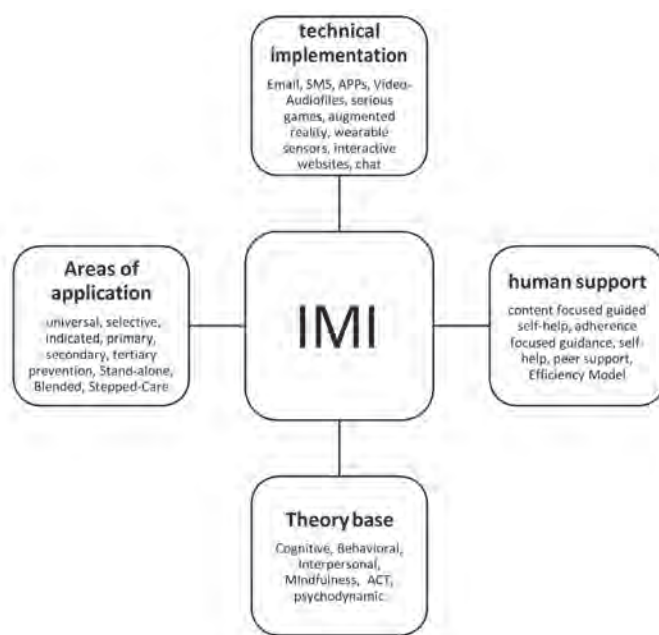 technical
implementation
Email, SMS, APPs, Video-
Audiofiles, serious
games, augmented
reality, wearable
sensors, interactive
websites, chat
Areas of
application
universal, selective,
indicated, primary,
secondary, tertiary
prevention, Stand-alone,
Blended, Stepped-Care
IMI
human support
content focused guided
self-help, adherence
focused guidance, self-
help, peer support,
Efficiency Model
Theory base
Cognitive, Behavioral,
Interpersonal,
Mindfulness, ACT,
psychodynamic